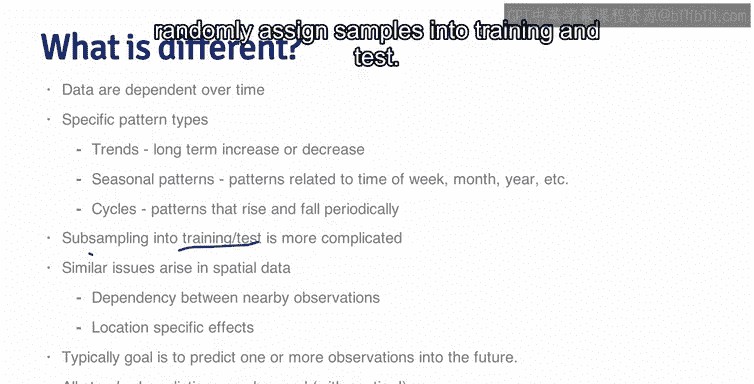 randomly assign samples into training and
test.
What is different?
• Data are dependent over time
• Specific pattern types
- Trends - long term increase or decrease
- Seasonal patterns - patterns related to time of week, month, year, etc.
- Cycles - patterns that rise and fall periodically
• Subsampling into training/test is more complicated
• Similar issues arise in spatial data
- Dependency between nearby observations
- Location specific effects
• Typically goal is to predict one or more observations into the future.